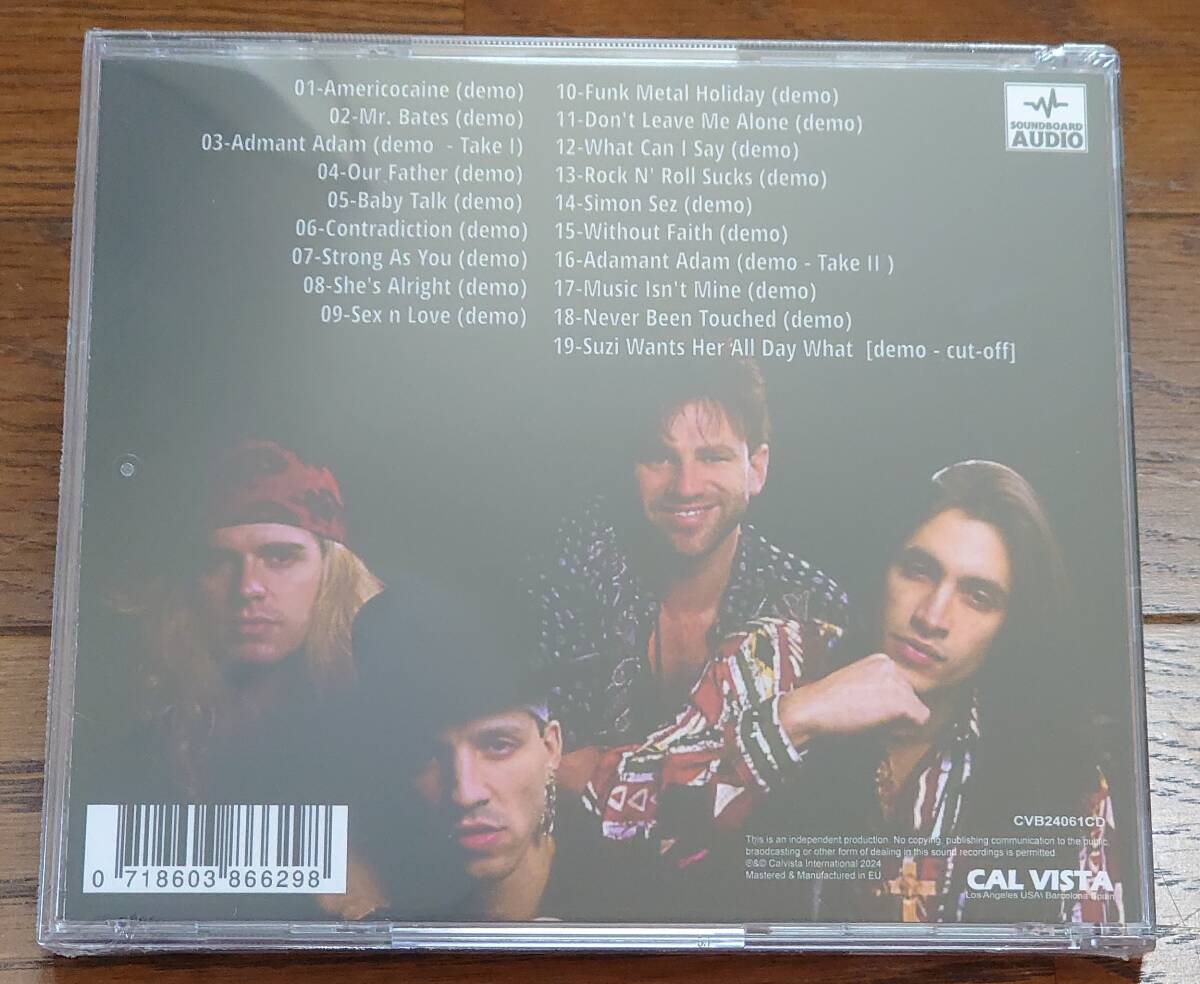 01-Americocaine (demo)
02-Mr. Bates (demo)
03-Admant Adam (demo - Take I)
04-Our Father (demo)
05-Baby Talk (demo)
06-Contradiction (demo)
07-Strong As You (demo)
08-She's Alright (demo)
09-Sex n Love (demo)
10-Funk Metal Holiday (demo)
11-Don't Leave Me Alone (demo)
12-What Can I Say (demo)
13-Rock N' Roll Sucks (demo)
14-Simon Sez (demo)
15-Without Faith (demo)
16-Adamant Adam (demo - Take II )
17-Music Isn't Mine (demo)
18-Never Been Touched (demo)
19-Suzi Wants Her All Day What [demo - cut-off]
SOUNDBOARD
AUDIO
0 718603 866298
CVB24061CD
This is an independent production. No copying, publishing communication to the public,
braodcasting or other form of dealing in this sound recordings is permitted.
℗&© Calvista International 2024
Mastered & Manufactured in EU
CAL VISTA
Los Angeles USA\ Barcelona Spain